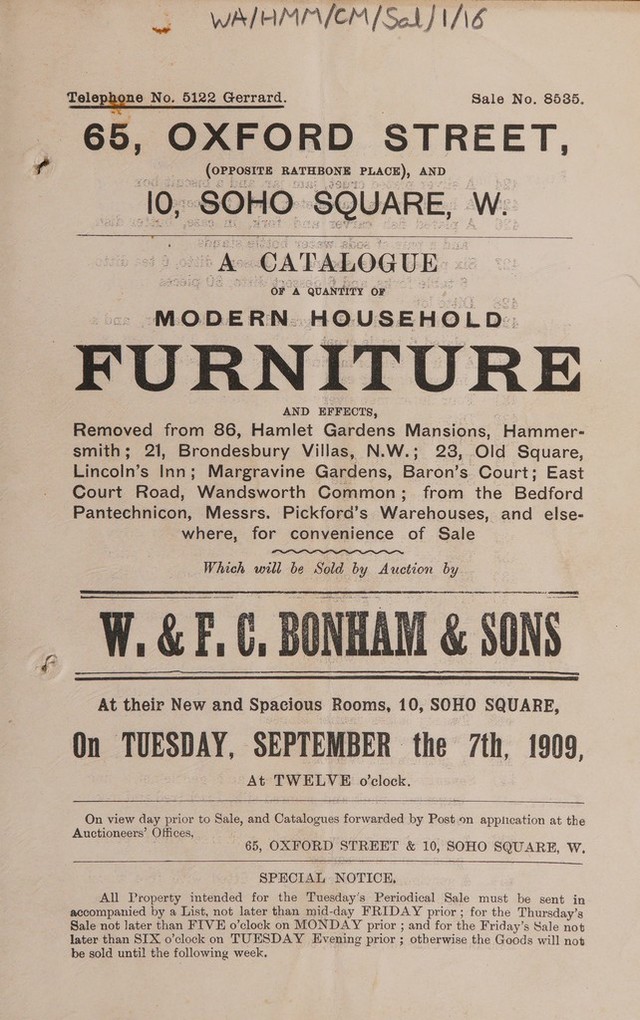 WA/HMM/CM/Sal/1/16
Telephone No. 5122 Gerrard. Sale No. 8535.
65, OXFORD STREET,
(OPPOSITE RATHBONE PLACE), AND
10, SOHO SQUARE, W.
A CATALOGUE
OF A QUANTITY OF
MODERN HOUSEHOLD
FURNITURE
AND EFFECTS,
Removed from 86, Hamlet Gardens Mansions, Hammer-
smith; 21, Brondesbury Villas, N.W.; 23, Old Square,
Lincoln's Inn; Margravine Gardens, Baron's Court; East
Court Road, Wandsworth Common; from the Bedford
Pantechnicon, Messrs. Pickford's Warehouses, and else-
where, for convenience of Sale
Which will be Sold by Auction by
W. & F. C. BONHAM & SONS
At their New and Spacious Rooms, 10, SOHO SQUARE,
On TUESDAY, SEPTEMBER the 7th, 1909,
At TWELVE o'clock.
On view day prior to Sale, and Catalogues forwarded by Post on application at the
Auctioneers' Offices,
65, OXFORD STREET & 10, SOHO SQUARE, W.
SPECIAL NOTICE.
All Property intended for the Tuesday's Periodical Sale must be sent in
accompanied by a List, not later than mid-day FRIDAY prior; for the Thursday's
Sale not later than FIVE o'clock on MONDAY prior; and for the Friday's Sale not
later than SIX o'clock on TUESDAY Evening prior; otherwise the Goods will not
be sold until the following week.